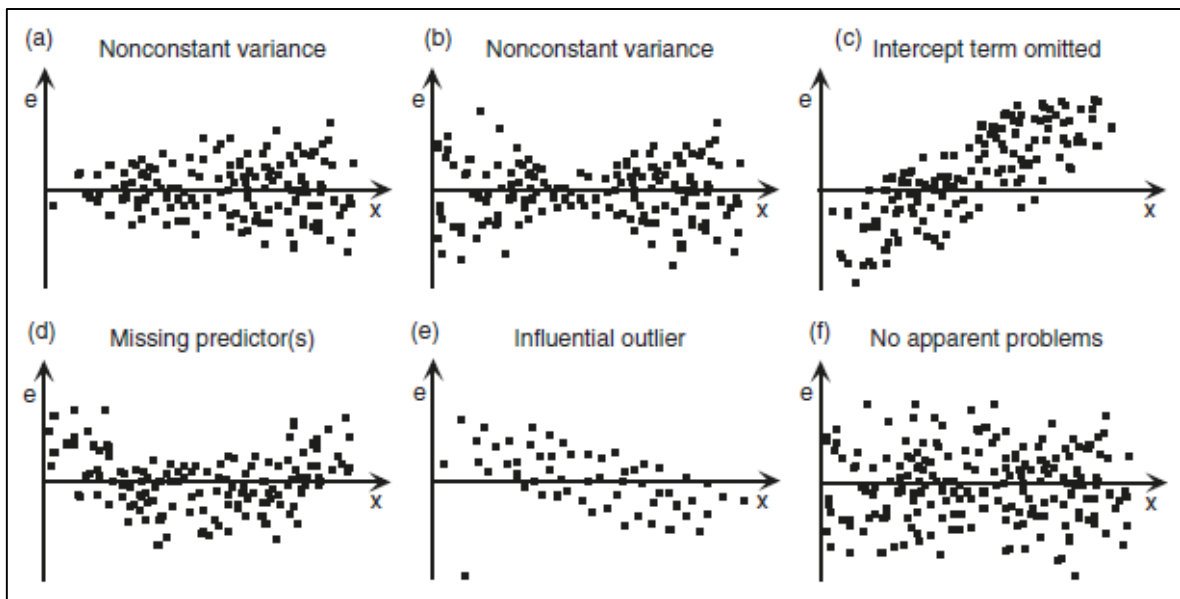 (a) Nonconstant variance
(b) Nonconstant variance
(c) Intercept term omitted
e
x
e
x
e
x
(d) Missing predictor(s)
(e) Influential outlier
(f) No apparent problems
e
x
e
x
e
x